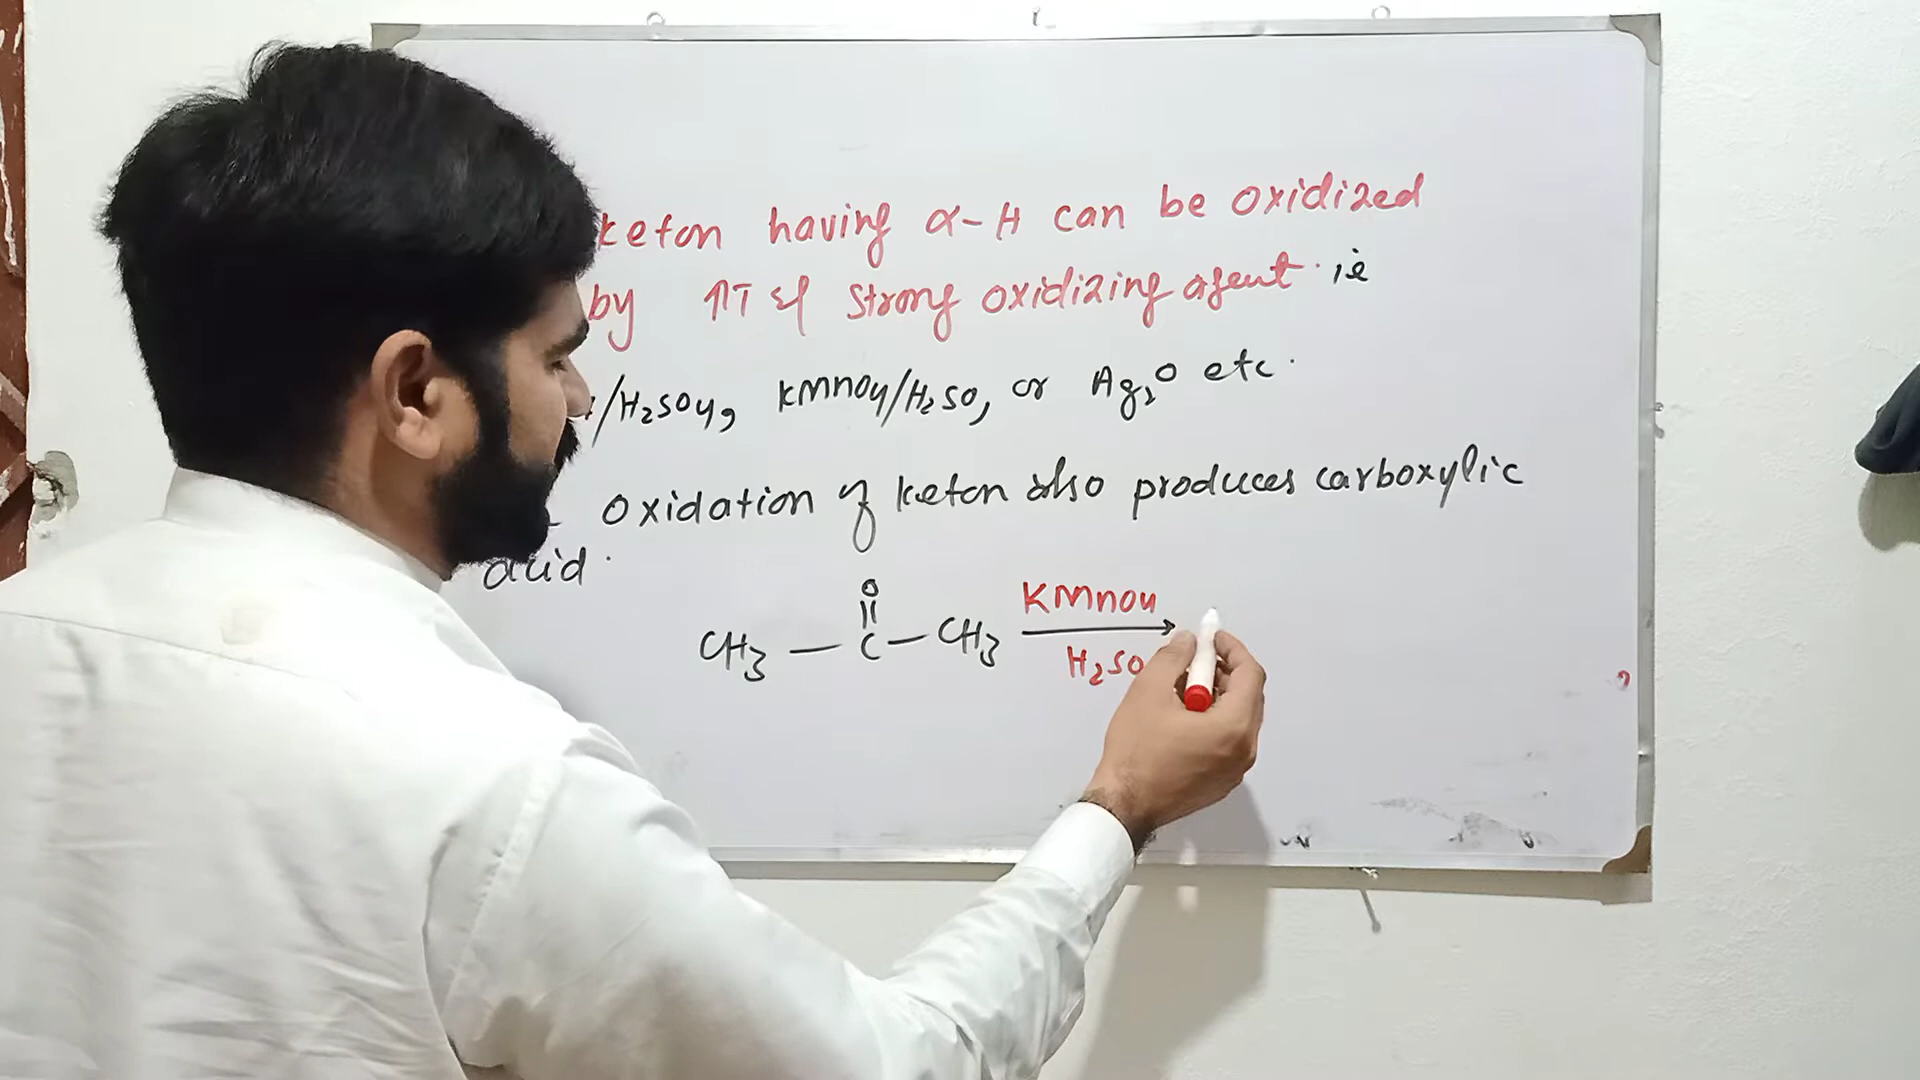 keton having α-H can be oxidized
by ↑T & strong oxidizing agent. ie
/H₂SO₄, KMnO₄/H₂SO, or Ag₂O etc.
oxidation of keton also produces carboxylic
acid.
O
||
CH₃ — C — CH₃
KMnO₄
H₂SO